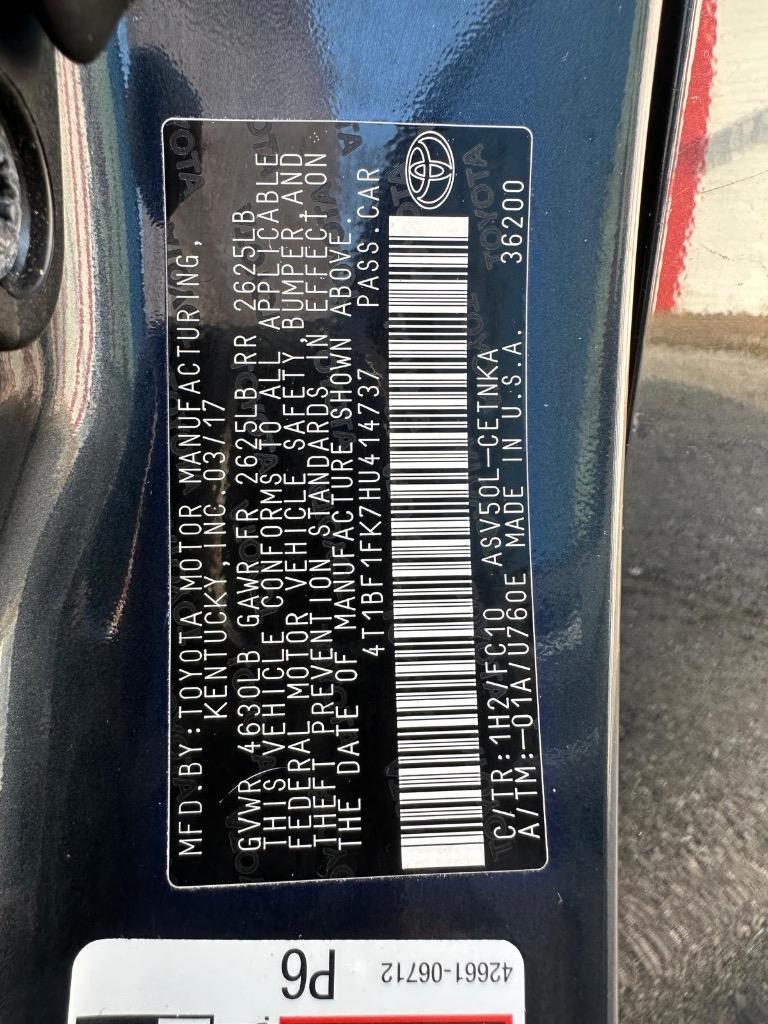 MFD.BY:TOYOTA MOTOR MANUFACTURING,
KENTUCKY,INC 03/17
GVWR 4630LB GAWR FR 2625LB RR 2625LB
THIS VEHICLE CONFORMS TO ALL APPLICABLE
FEDERAL MOTOR VEHICLE SAFETY, BUMPER,AND
THEFT PREVENTION STANDARDS IN EFFECT ON
THE DATE OF MANUFACTURE SHOWN ABOVE.
4T1BF1FK7HU414737 PASS.CAR
C/TR:1H2 /FC10 ASV50L-CETNKA
A/TM:-01A/U760E MADE IN U.S.A. 36200
P6
42661-06712